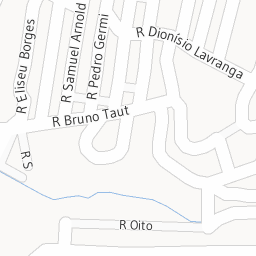 R Eliseu Borges
R Samuel Arnold
R Pedro Germi
R Dionísio Lavranga
R Bruno Taut
R S
R Oito